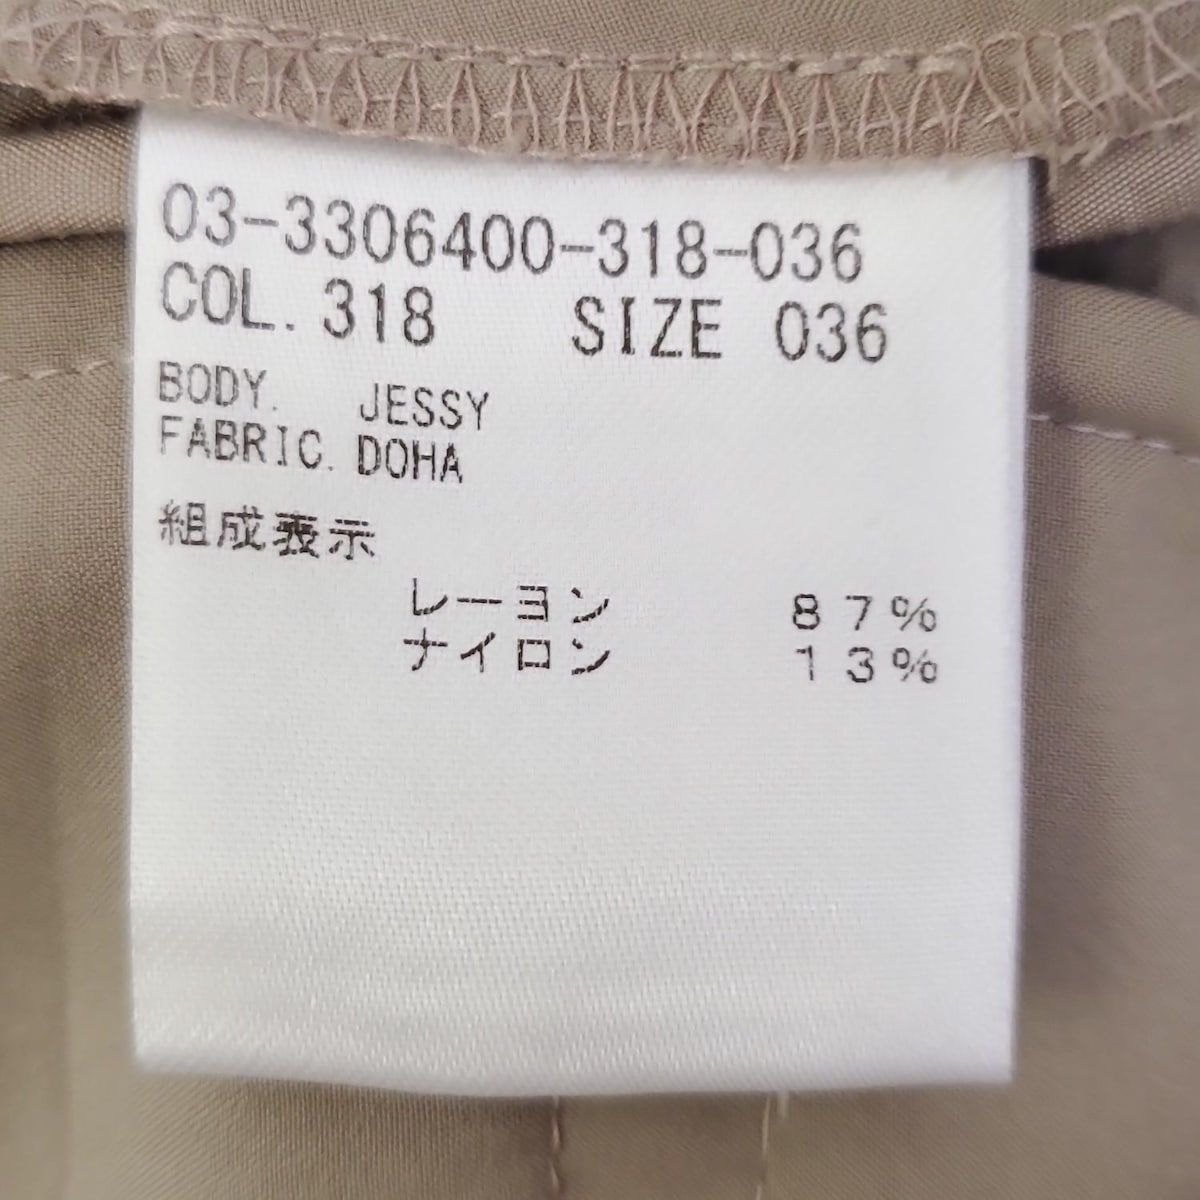 03-3306400-318-036
COL. 318 SIZE 036
BODY. JESSY
FABRIC. DOHA
組成表示
レーヨン 87%
ナイロン 13%